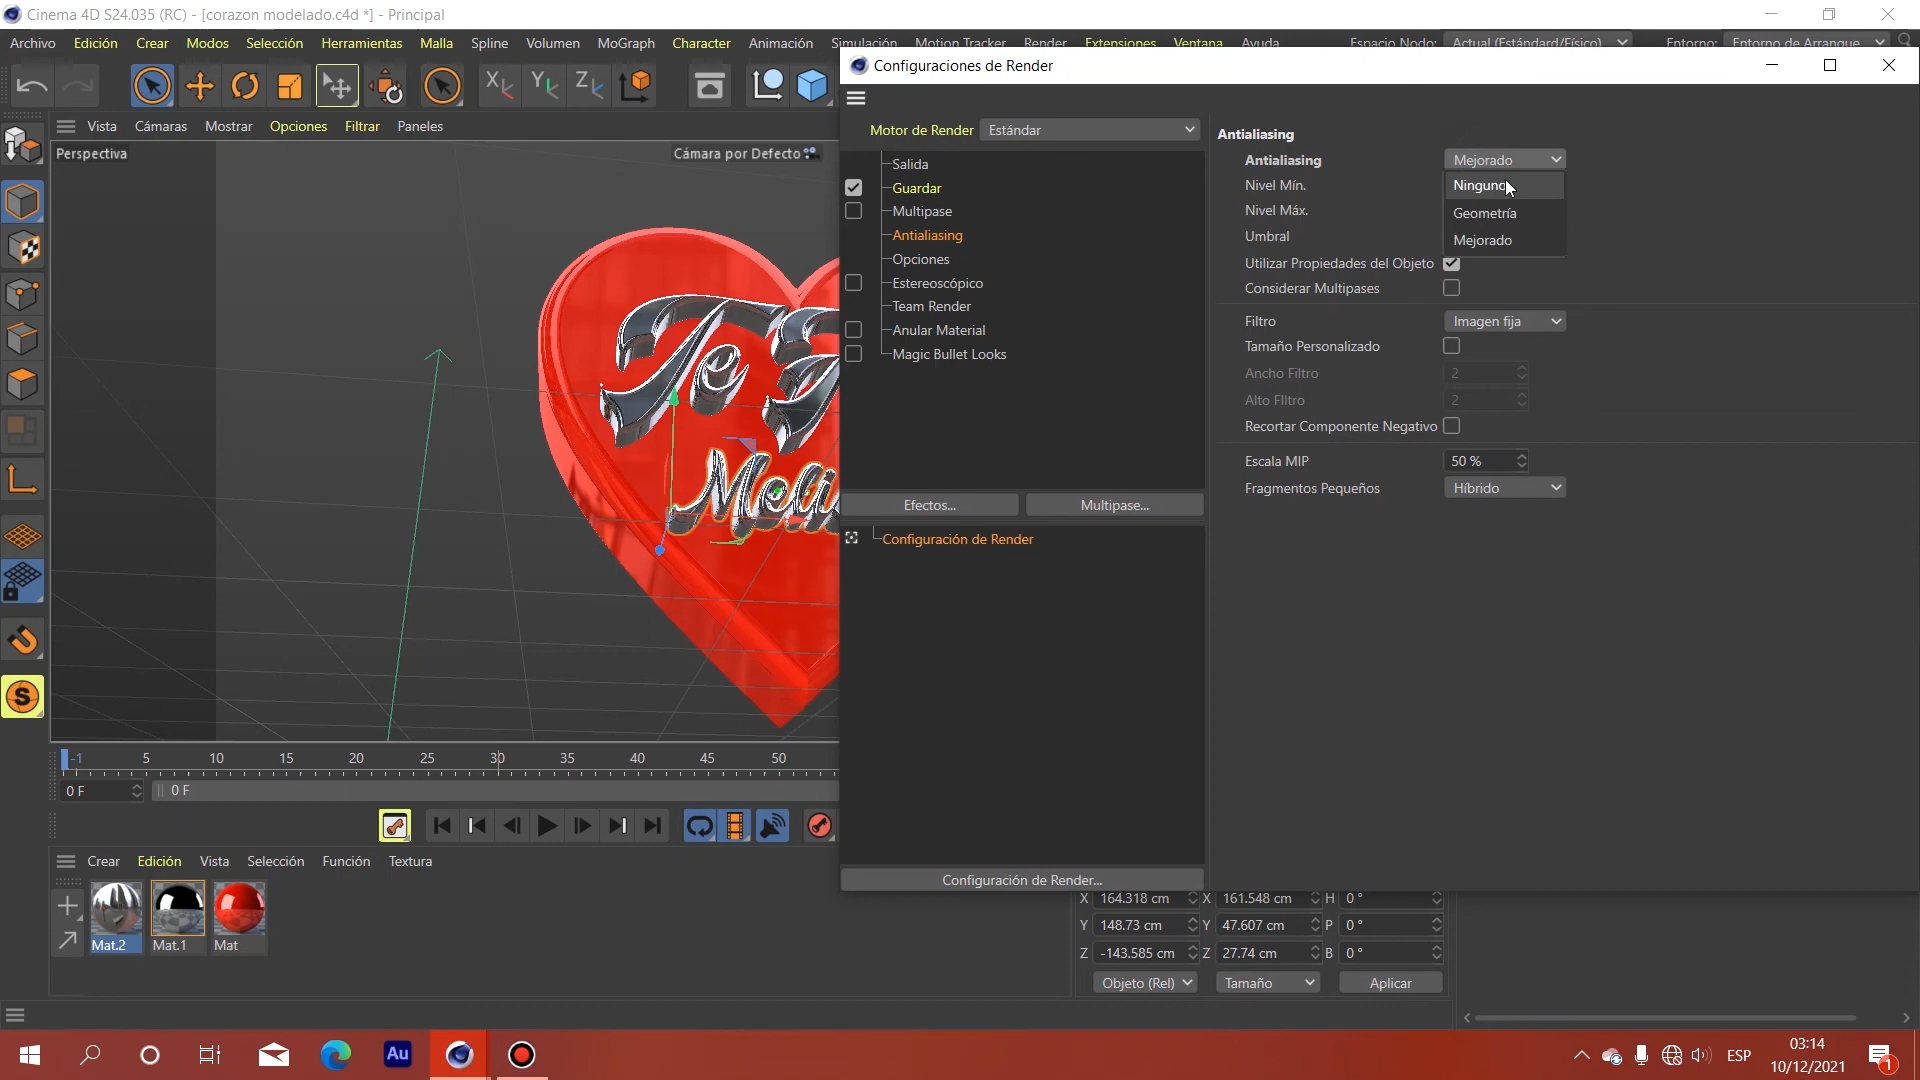 Cinema 4D S24.035 (RC) - [corazon modelado.c4d *] - Principal
Archivo Edición Crear Modos Selección Herramientas Malla Spline Volumen MoGraph Character Animación Simulación Motion Tracker Render Extensiones Ventana Ayuda Espacio Nodo: Actual (Estándar/Físico) Entorno: Entorno de Arranque
Configuraciones de Render
X Y Z
Vista Cámaras Mostrar Opciones Filtrar Paneles
Perspectiva
Cámara por Defecto
Te
Meli
Motor de Render Estándar
Salida
Guardar
Multipase
Antialiasing
Opciones
Estereoscópico
Team Render
Anular Material
Magic Bullet Looks
Efectos... Multipase...
Configuración de Render
Configuración de Render...
Antialiasing
Antialiasing Mejorado
Nivel Mín. Ninguno
Nivel Máx. Geometría
Umbral Mejorado
Utilizar Propiedades del Objeto
Considerar Multipases
Filtro Imagen fija
Tamaño Personalizado
Ancho Filtro 2
Alto FIltro 2
Recortar Componente Negativo
Escala MIP 50 %
Fragmentos Pequeños Híbrido
-1 5 10 15 20 25 30 35 40 45 50
0 F 0 F
Crear Edición Vista Selección Función Textura
Mat.2 Mat.1 Mat
X 164.318 cm X 161.548 cm H 0 °
Y 148.73 cm Y 47.607 cm P 0 °
Z -143.585 cm Z 27.74 cm B 0 °
Objeto (Rel) Tamaño Aplicar
S
Au
ESP
03:14
10/12/2021
1